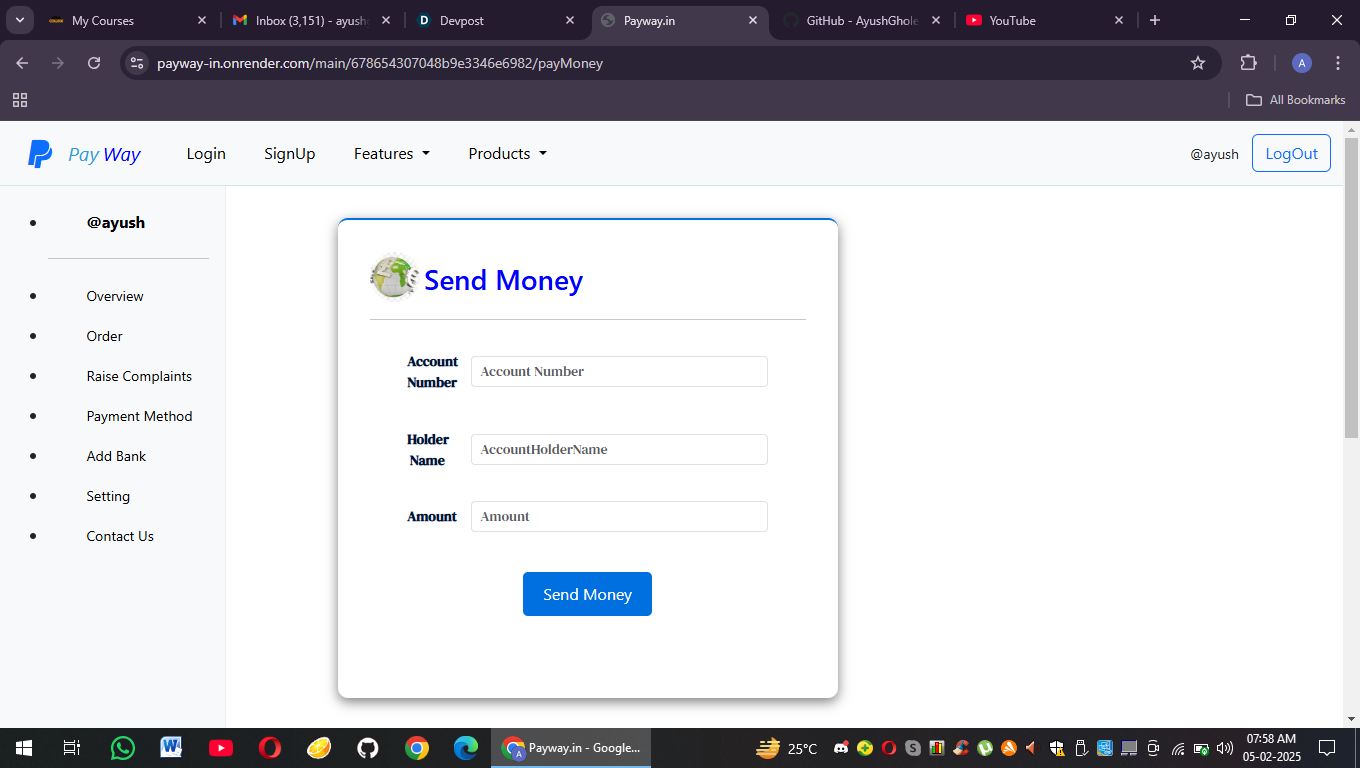 My Courses
Inbox (3,151) - ayushg
Devpost
Payway.in
GitHub - AyushGhole
YouTube
payway-in.onrender.com/main/678654307048b9e3346e6982/payMoney
A
All Bookmarks
Pay Way
Login
SignUp
Features
Products
@ayush
LogOut
@ayush
Overview
Order
Raise Complaints
Payment Method
Add Bank
Setting
Contact Us
Send Money
Account
Number
Account Number
Holder
Name
AccountHolderName
Amount
Amount
Send Money
Payway.in - Google...
25°C
07:58 AM
05-02-2025